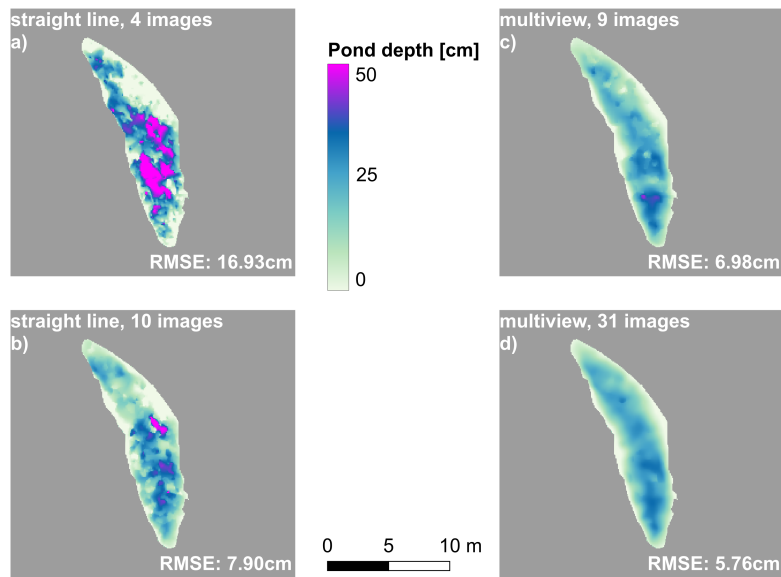 straight line, 4 images
a)
RMSE: 16.93cm
Pond depth [cm]
50
25
0
multiview, 9 images
c)
RMSE: 6.98cm
straight line, 10 images
b)
RMSE: 7.90cm
0 5 10 m
multiview, 31 images
d)
RMSE: 5.76cm